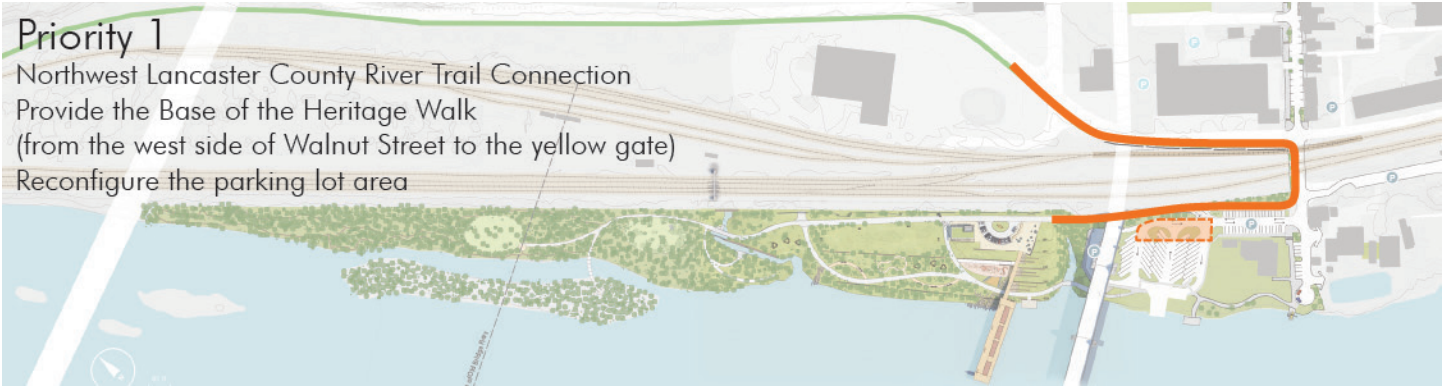 Priority 1
Northwest Lancaster County River Trail Connection
Provide the Base of the Heritage Walk
(from the west side of Walnut Street to the yellow gate)
Reconfigure the parking lot area
P
P
P
P
P
P